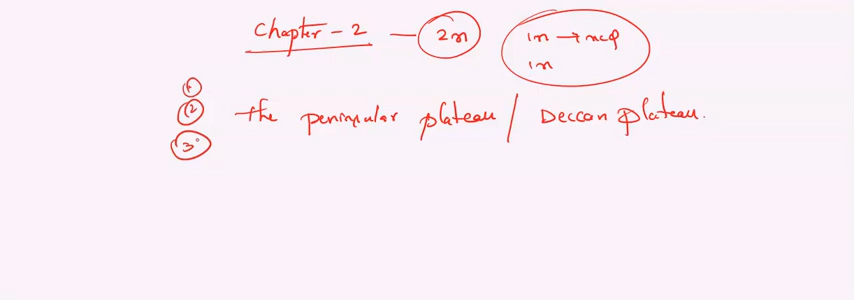 Chapter - 2 — 2m
1m → mcq
1m
1
2 the peninsular plateau / Deccan plateau.
3